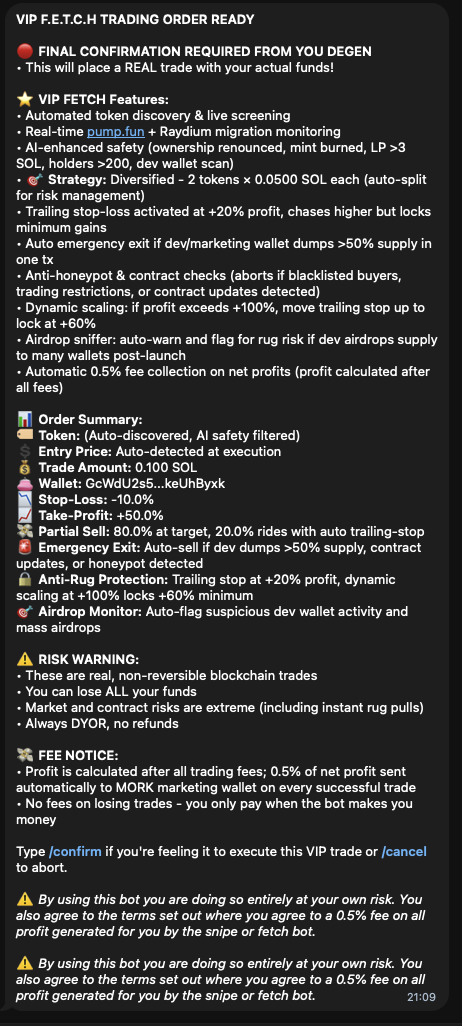 VIP F.E.T.C.H TRADING ORDER READY
🔴 FINAL CONFIRMATION REQUIRED FROM YOU DEGEN
• This will place a REAL trade with your actual funds!
⭐ VIP FETCH Features:
• Automated token discovery & live screening
• Real-time pump.fun + Raydium migration monitoring
• AI-enhanced safety (ownership renounced, mint burned, LP >3
SOL, holders >200, dev wallet scan)
• 🎯 Strategy: Diversified - 2 tokens × 0.0500 SOL each (auto-split
for risk management)
• Trailing stop-loss activated at +20% profit, chases higher but locks
minimum gains
• Auto emergency exit if dev/marketing wallet dumps >50% supply in
one tx
• Anti-honeypot & contract checks (aborts if blacklisted buyers,
trading restrictions, or contract updates detected)
• Dynamic scaling: if profit exceeds +100%, move trailing stop up to
lock at +60%
• Airdrop sniffer: auto-warn and flag for rug risk if dev airdrops supply
to many wallets post-launch
• Automatic 0.5% fee collection on net profits (profit calculated after
all fees)
📊 Order Summary:
🏷️ Token: (Auto-discovered, AI safety filtered)
💲 Entry Price: Auto-detected at execution
💰 Trade Amount: 0.100 SOL
👛 Wallet: GcWdU2s5...keUhByxk
📉 Stop-Loss: -10.0%
📈 Take-Profit: +50.0%
💸 Partial Sell: 80.0% at target, 20.0% rides with auto trailing-stop
🚨 Emergency Exit: Auto-sell if dev dumps >50% supply, contract
updates, or honeypot detected
🔒 Anti-Rug Protection: Trailing stop at +20% profit, dynamic
scaling at +100% locks +60% minimum
🎯 Airdrop Monitor: Auto-flag suspicious dev wallet activity and
mass airdrops
⚠️ RISK WARNING:
• These are real, non-reversible blockchain trades
• You can lose ALL your funds
• Market and contract risks are extreme (including instant rug pulls)
• Always DYOR, no refunds
💸 FEE NOTICE:
• Profit is calculated after all trading fees; 0.5% of net profit sent
automatically to MORK marketing wallet on every successful trade
• No fees on losing trades - you only pay when the bot makes you
money
Type /confirm if you're feeling it to execute this VIP trade or /cancel
to abort.
⚠️ By using this bot you are doing so entirely at your own risk. You
also agree to the terms set out where you agree to a 0.5% fee on all
profit generated for you by the snipe or fetch bot.
⚠️ By using this bot you are doing so entirely at your own risk. You
also agree to the terms set out where you agree to a 0.5% fee on all
profit generated for you by the snipe or fetch bot.
21:09